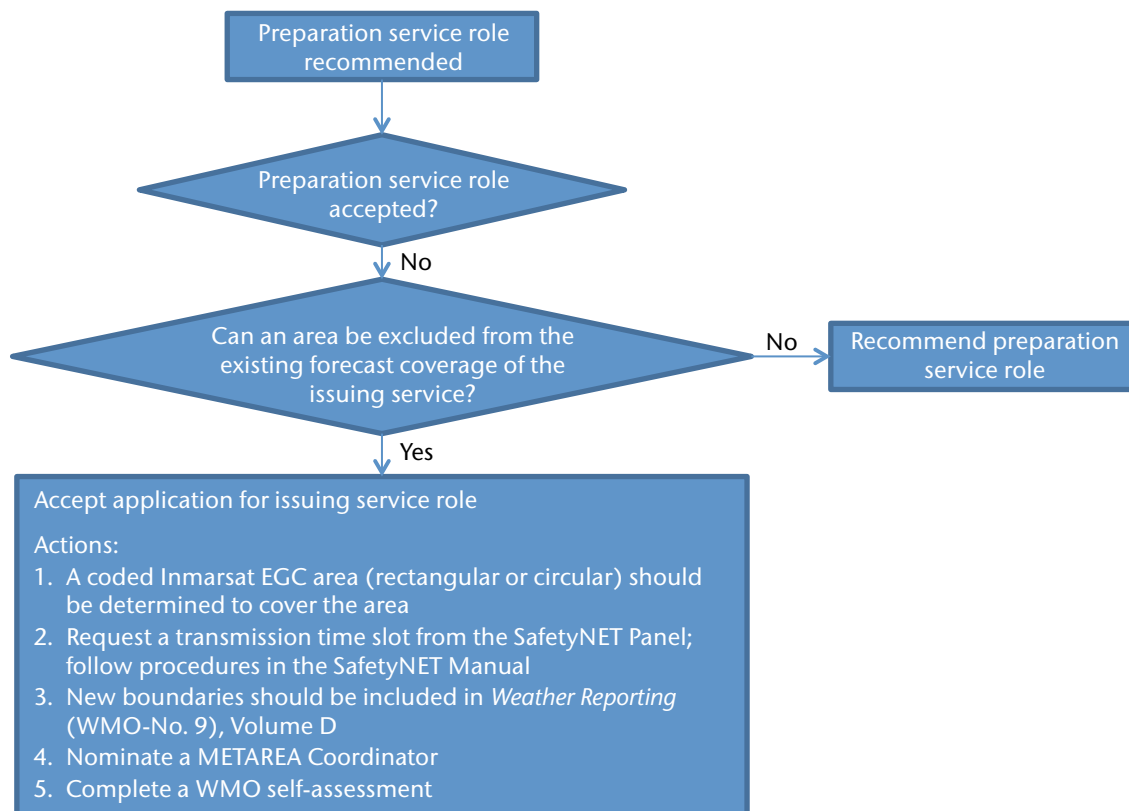 Preparation service role
recommended
Preparation service role
accepted?
No
Can an area be excluded from the
existing forecast coverage of the
issuing service?
No
Recommend preparation
service role
Yes
Accept application for issuing service role
Actions:
1. A coded Inmarsat EGC area (rectangular or circular) should
be determined to cover the area
2. Request a transmission time slot from the SafetyNET Panel;
follow procedures in the SafetyNET Manual
3. New boundaries should be included in Weather Reporting
(WMO-No. 9), Volume D
4. Nominate a METAREA Coordinator
5. Complete a WMO self-assessment